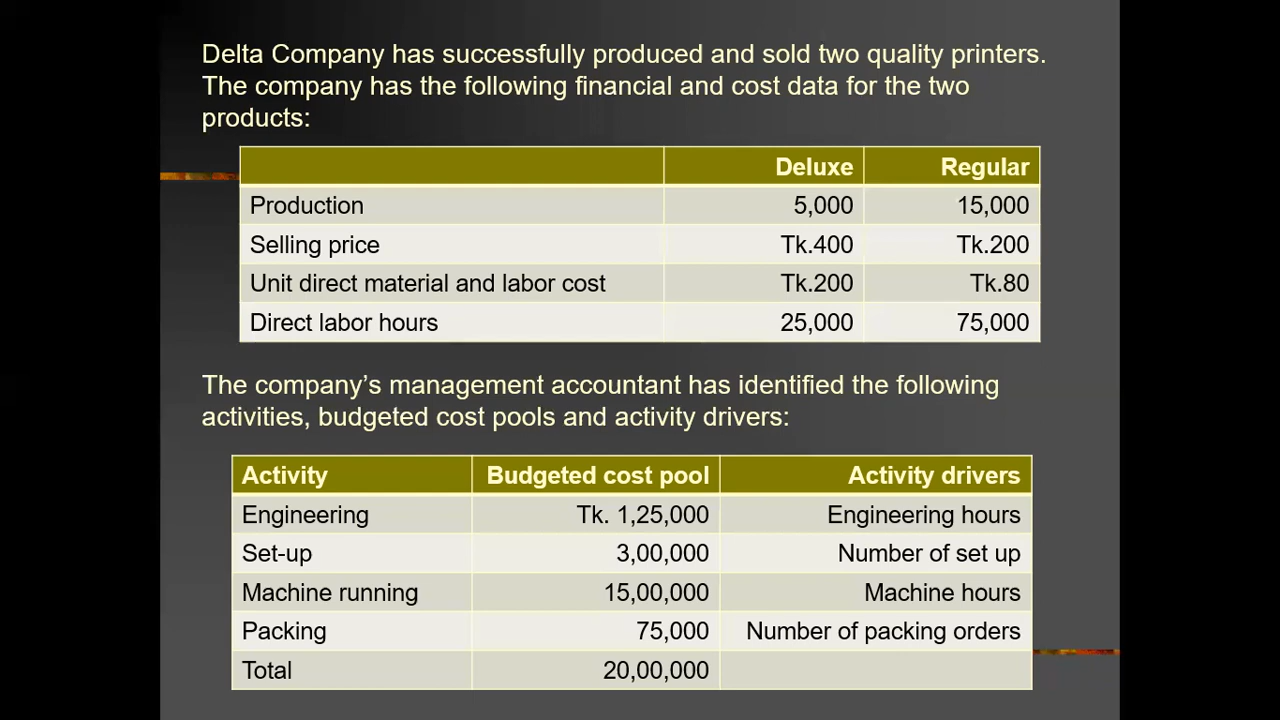 Delta Company has successfully produced and sold two quality printers.
The company has the following financial and cost data for the two
products:
Deluxe Regular
Production 5,000 15,000
Selling price Tk.400 Tk.200
Unit direct material and labor cost Tk.200 Tk.80
Direct labor hours 25,000 75,000
The company’s management accountant has identified the following
activities, budgeted cost pools and activity drivers:
Activity Budgeted cost pool Activity drivers
Engineering Tk. 1,25,000 Engineering hours
Set-up 3,00,000 Number of set up
Machine running 15,00,000 Machine hours
Packing 75,000 Number of packing orders
Total 20,00,000